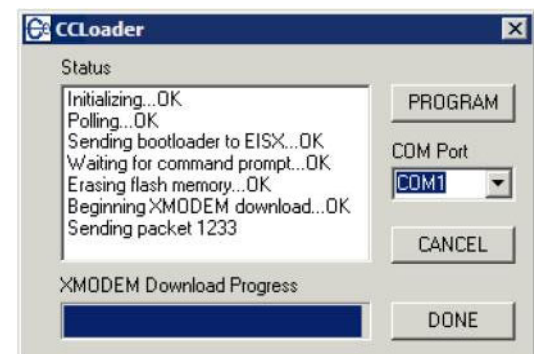 CCLoader
Status
Initializing...OK
Polling...OK
Sending bootloader to EISX...OK
Waiting for command prompt...OK
Erasing flash memory...OK
Beginning XMODEM download...OK
Sending packet 1233
PROGRAM
COM Port
COM1
CANCEL
XMODEM Download Progress
DONE